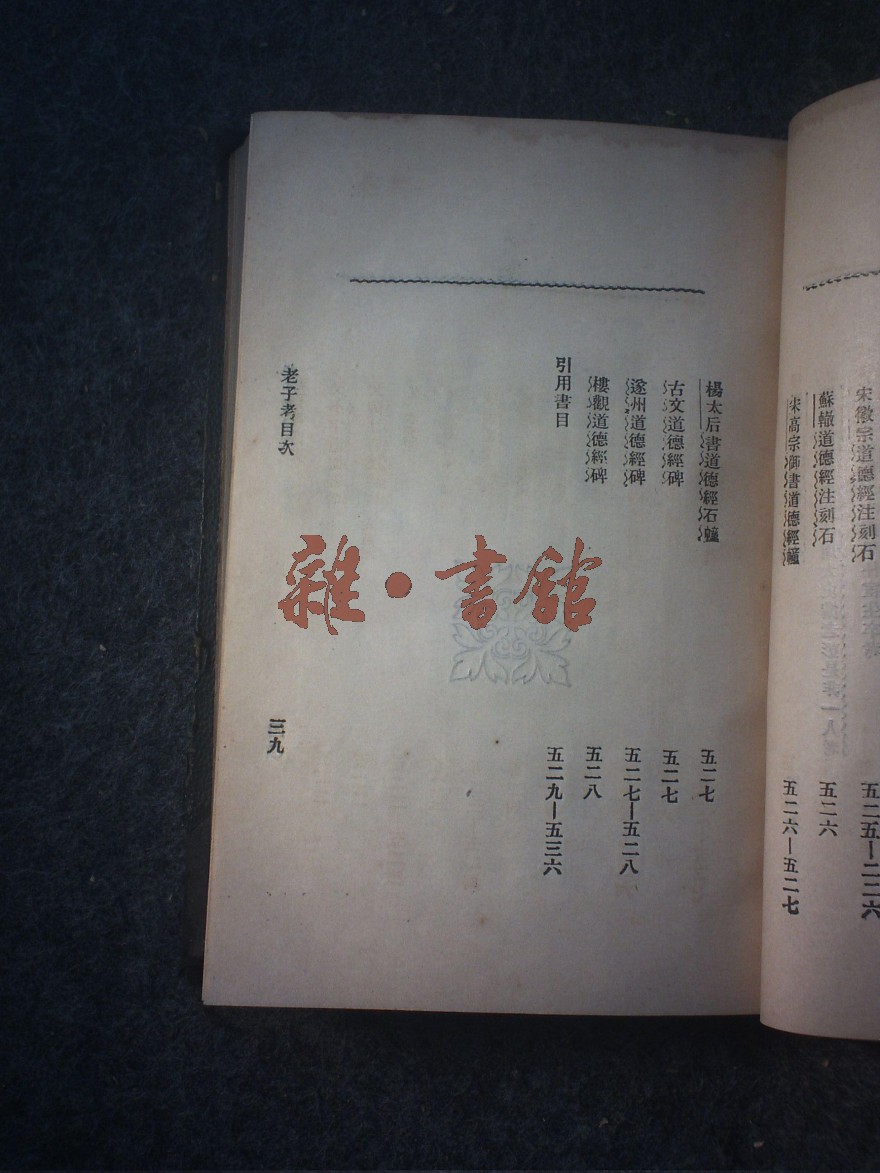 宋徽宗道德經注刻石
五二五—二二六
蘇轍道德經注刻石
五二六
宋高宗御書道德經幢
五二六—五二七
楊太后書道德經石幢
五二七
古文道德經碑
五二七
遂州道德經碑
五二七—五二八
樓觀道德經碑
五二八
引用書目
五二九—五三六
老子考目次
三九
雜·書館